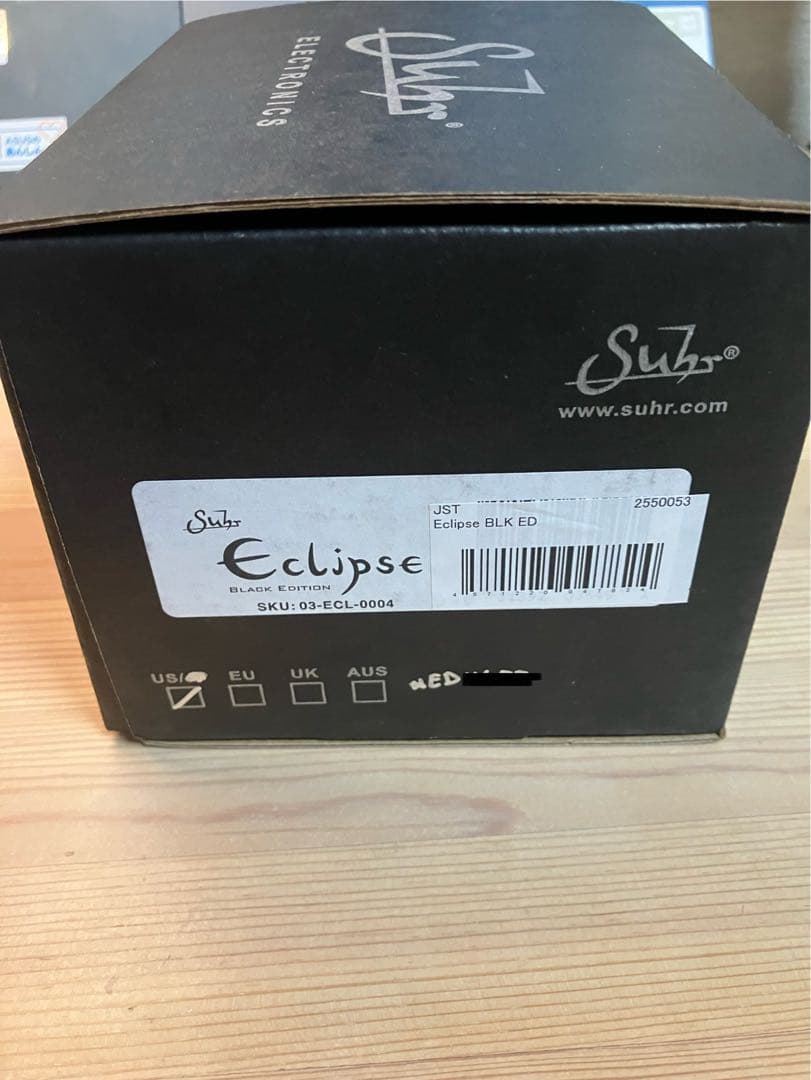 Suhr®
ELECTRONICS
Suhr®
www.suhr.com
Suhr
Eclipse
BLACK EDITION
SKU: 03-ECL-0004
JST 2550053
Eclipse BLK ED
US/
EU
UK
AUS